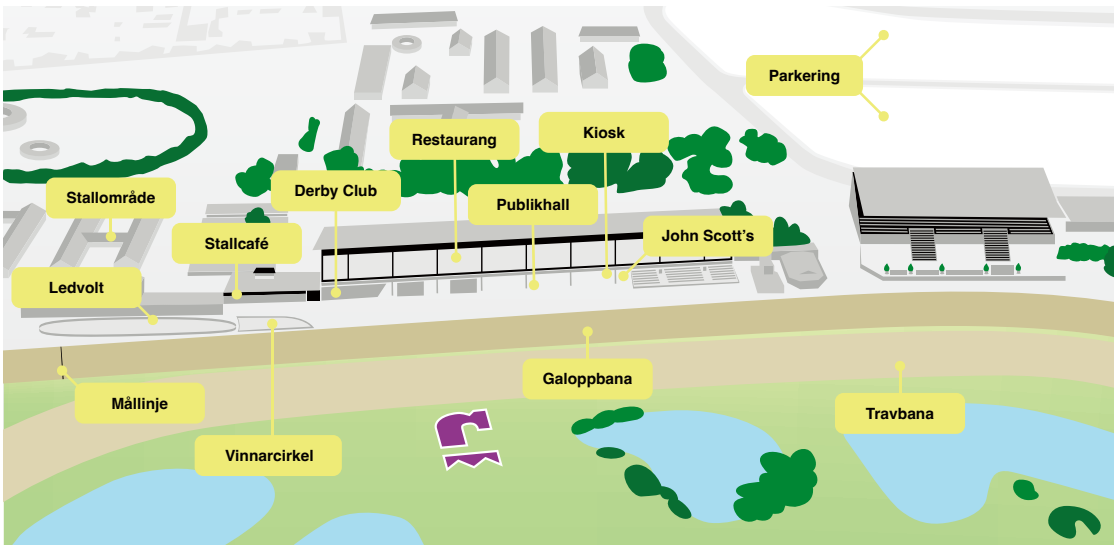 Parkering
Kiosk
Restaurang
Derby Club
Stallområde
Publikhall
John Scott's
Stallcafé
Ledvolt
Galoppbana
Mållinje
Travbana
Vinnarcirkel